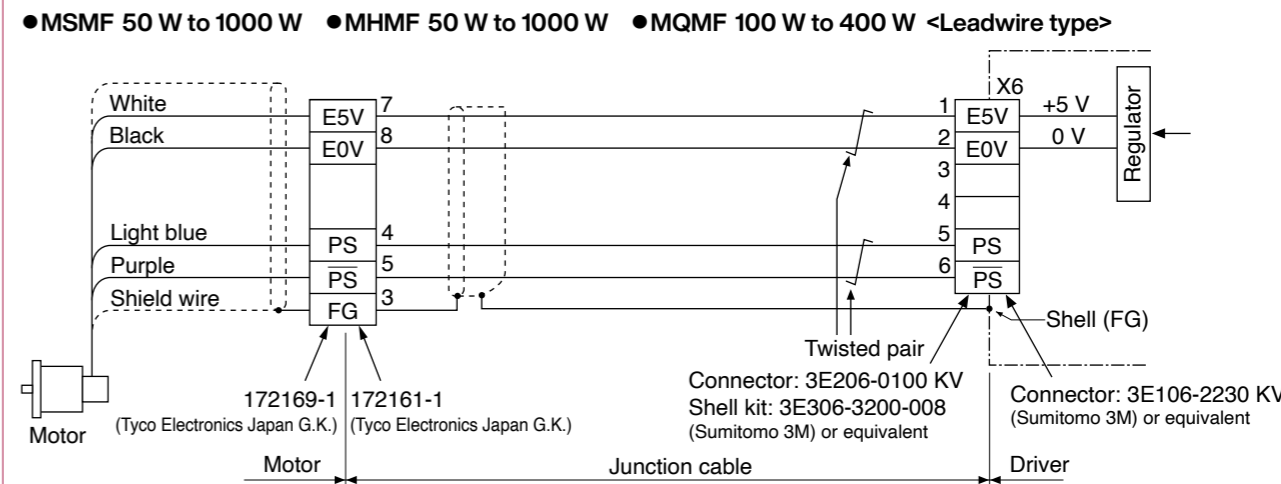 ●MSMF 50 W to 1000 W ●MHMF 50 W to 1000 W ●MQMF 100 W to 400 W <Leadwire type>
White
Black
Light blue
Purple
Shield wire
Motor
E5V
E0V
PS
P̅S̅
FG
7
8
4
5
3
172169-1
(Tyco Electronics Japan G.K.)
172161-1
(Tyco Electronics Japan G.K.)
Twisted pair
1
2
3
4
5
6
X6
E5V
E0V
PS
P̅S̅
+5 V
0 V
Regulator
Shell (FG)
Connector: 3E206-0100 KV
Shell kit: 3E306-3200-008
(Sumitomo 3M) or equivalent
Connector: 3E106-2230 KV
(Sumitomo 3M) or equivalent
Motor
Junction cable
Driver